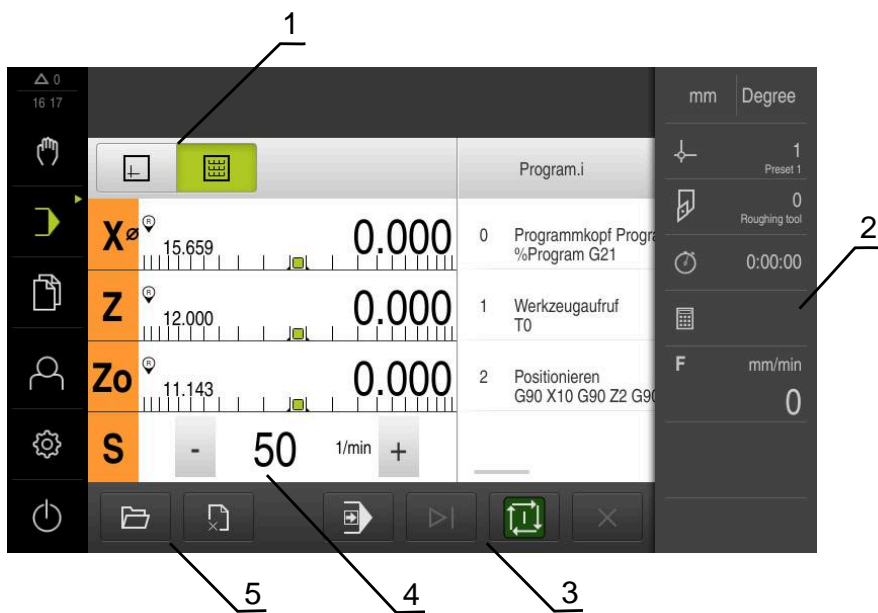 1
0
16 17
mm Degree
1
Preset 1
0
Roughing tool
0:00:00
F mm/min
0
2
Program.i
X⌀ R 15.659 0.000
Z R 12.000 0.000
Zo R 11.143 0.000
S - 50 1/min +
0 Programmkopf Progra
%Program G21
1 Werkzeugaufruf
T0
2 Positionieren
G90 X10 G90 Z2 G90
5 4 3